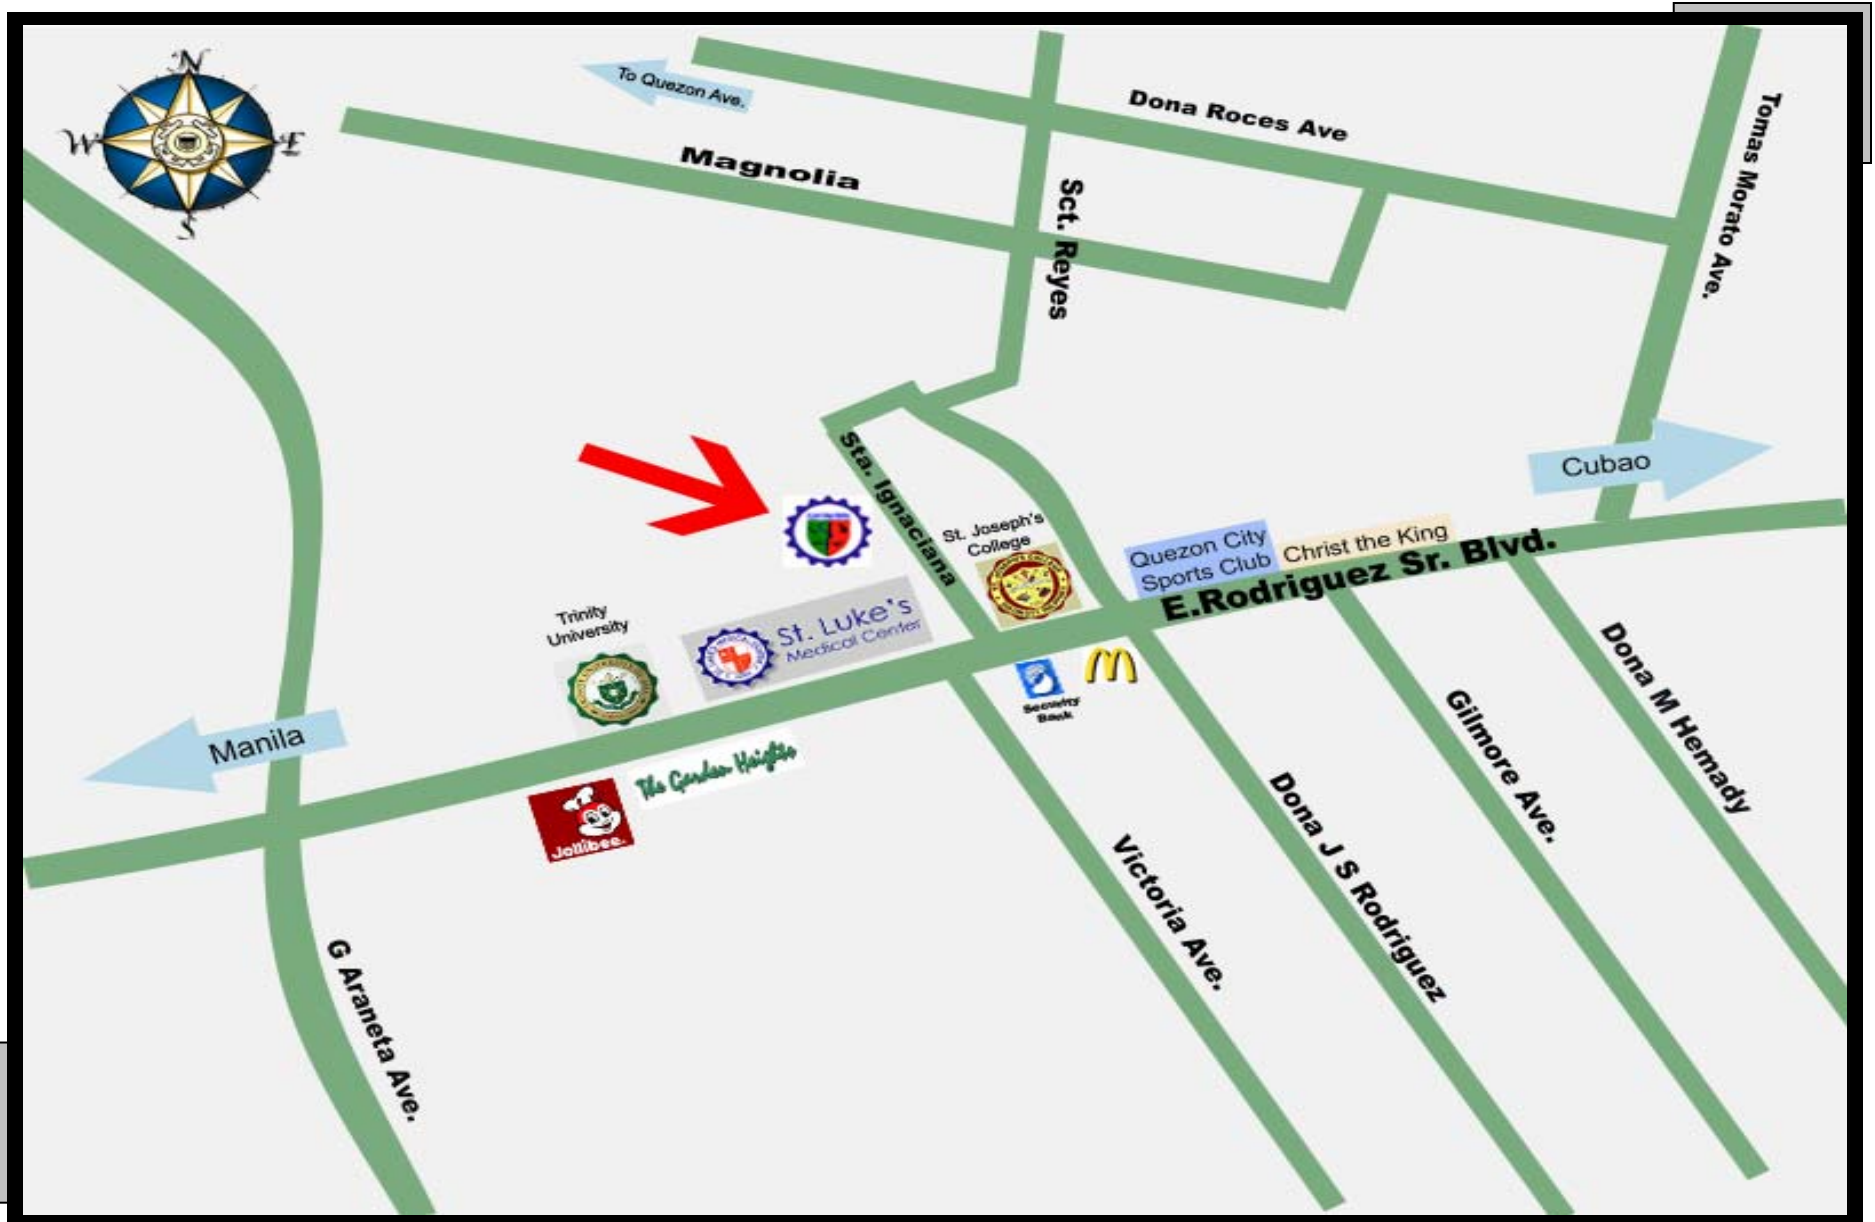 N
W
E
S
To Quezon Ave.
Dona Roces Ave
Tomas Morato Ave.
Magnolia
Sct. Reyes
Cubao
Sta. Ignaciana
St. Joseph's
College
Quezon City
Sports Club
Christ the King
E.Rodriguez Sr. Blvd.
Trinity
University
St. Luke's
Medical Center
Security
Bank
Manila
The Garden Heights
Jollibee.
Dona M Hemady
Gilmore Ave.
Dona J S Rodriguez
Victoria Ave.
G Araneta Ave.